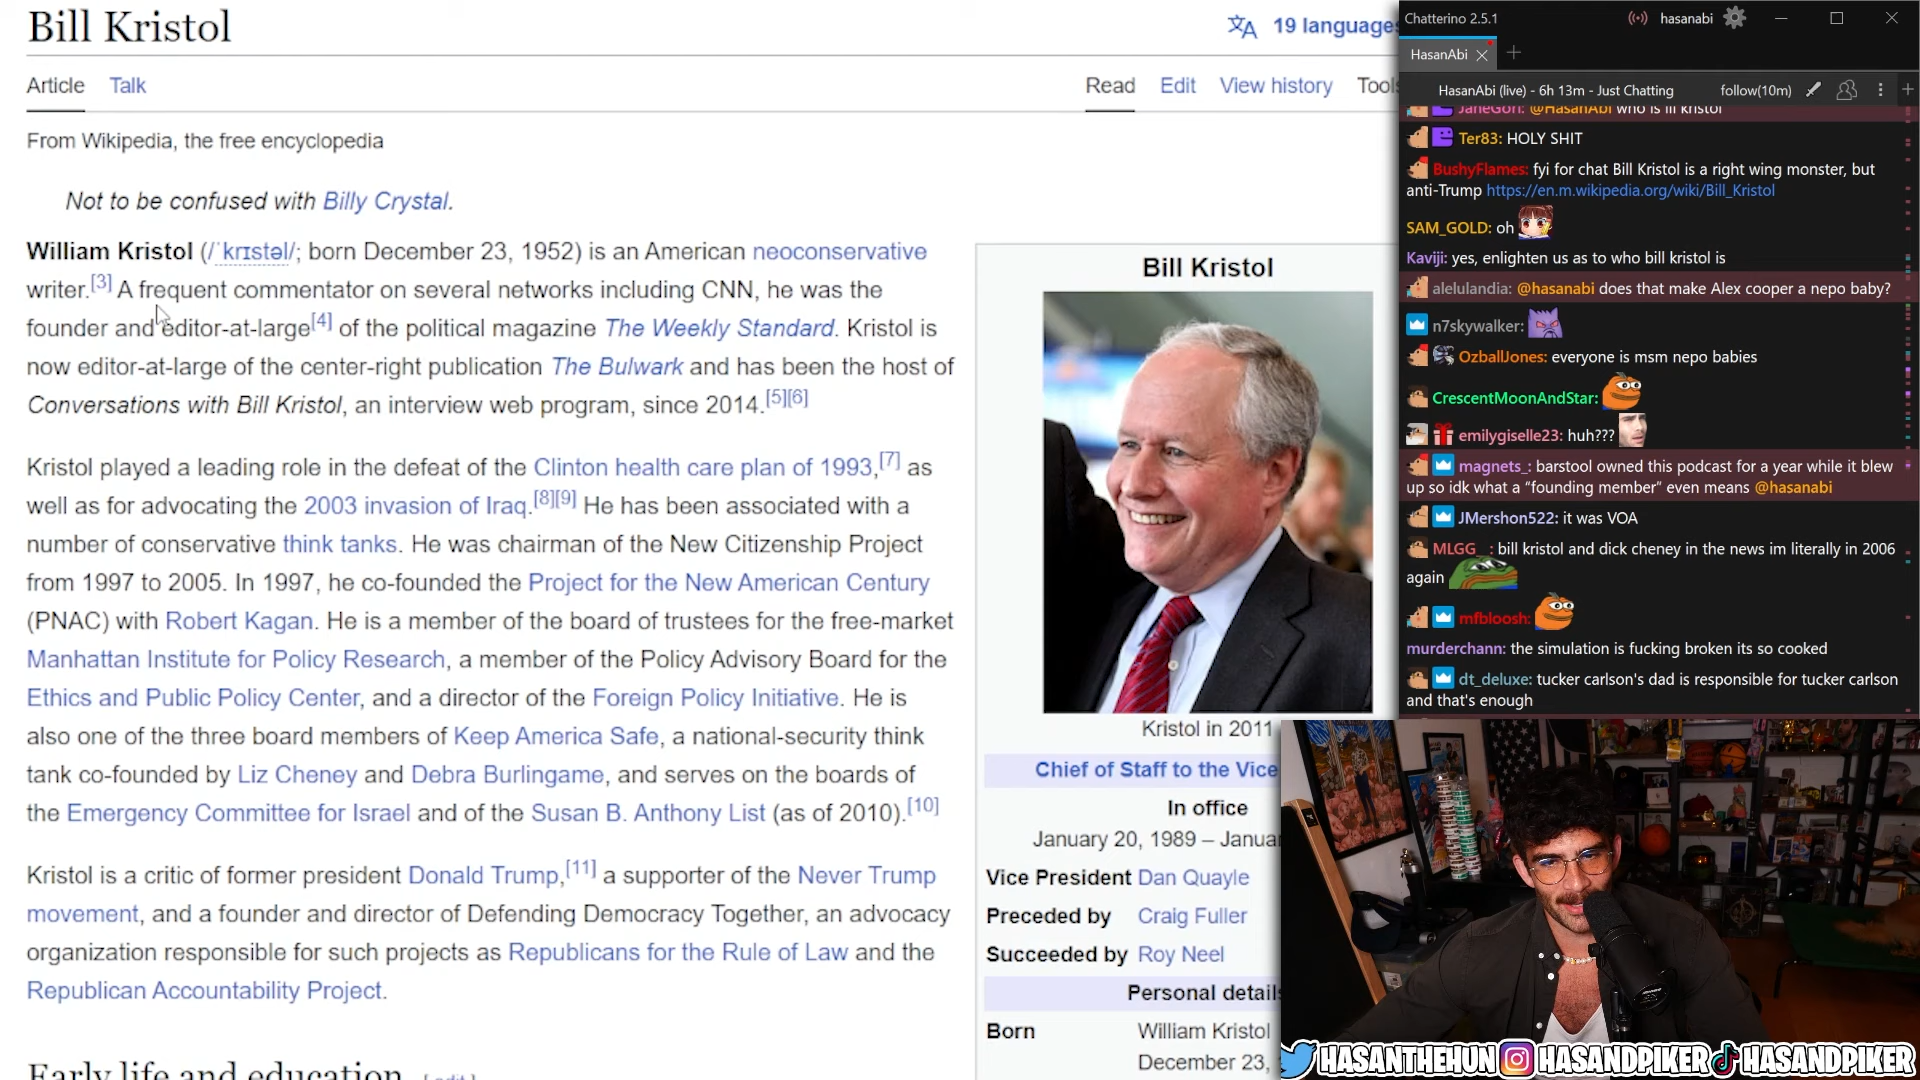 Bill Kristol
19 languages
Article Talk
Read Edit View history Tools
From Wikipedia, the free encyclopedia
Not to be confused with Billy Crystal.
William Kristol (/ˈkrɪstəl/; born December 23, 1952) is an American neoconservative
writer.[3] A frequent commentator on several networks including CNN, he was the
founder and editor-at-large[4] of the political magazine The Weekly Standard. Kristol is
now editor-at-large of the center-right publication The Bulwark and has been the host of
Conversations with Bill Kristol, an interview web program, since 2014.[5][6]
Kristol played a leading role in the defeat of the Clinton health care plan of 1993,[7] as
well as for advocating the 2003 invasion of Iraq.[8][9] He has been associated with a
number of conservative think tanks. He was chairman of the New Citizenship Project
from 1997 to 2005. In 1997, he co-founded the Project for the New American Century
(PNAC) with Robert Kagan. He is a member of the board of trustees for the free-market
Manhattan Institute for Policy Research, a member of the Policy Advisory Board for the
Ethics and Public Policy Center, and a director of the Foreign Policy Initiative. He is
also one of the three board members of Keep America Safe, a national-security think
tank co-founded by Liz Cheney and Debra Burlingame, and serves on the boards of
the Emergency Committee for Israel and of the Susan B. Anthony List (as of 2010).[10]
Kristol is a critic of former president Donald Trump,[11] a supporter of the Never Trump
movement, and a founder and director of Defending Democracy Together, an advocacy
organization responsible for such projects as Republicans for the Rule of Law and the
Republican Accountability Project.
Early life and education [edit]
Bill Kristol
Kristol in 2011
Chief of Staff to the Vice
In office
January 20, 1989 – Janua
Vice President Dan Quayle
Preceded by Craig Fuller
Succeeded by Roy Neel
Personal details
Born William Kristol
December 23,
Chatterino 2.5.1 hasanabi
HasanAbi
HasanAbi (live) - 6h 13m - Just Chatting follow(10m)
JaneGori: @HasanAbi who is ill kristol
Ter83: HOLY SHIT
BushyFlames: fyi for chat Bill Kristol is a right wing monster, but
anti-Trump https://en.m.wikipedia.org/wiki/Bill_Kristol
SAM_GOLD: oh
Kaviji: yes, enlighten us as to who bill kristol is
alelulandia: @hasanabi does that make Alex cooper a nepo baby?
n7skywalker:
OzballJones: everyone is msm nepo babies
CrescentMoonAndStar:
emilygiselle23: huh???
magnets_: barstool owned this podcast for a year while it blew
up so idk what a “founding member” even means @hasanabi
JMershon522: it was VOA
MLGG__: bill kristol and dick cheney in the news im literally in 2006
again
mfbloosh:
murderchann: the simulation is fucking broken its so cooked
dt_deluxe: tucker carlson's dad is responsible for tucker carlson
and that's enough
HASANTHEHUN HASANDPIKER HASANDPIKER